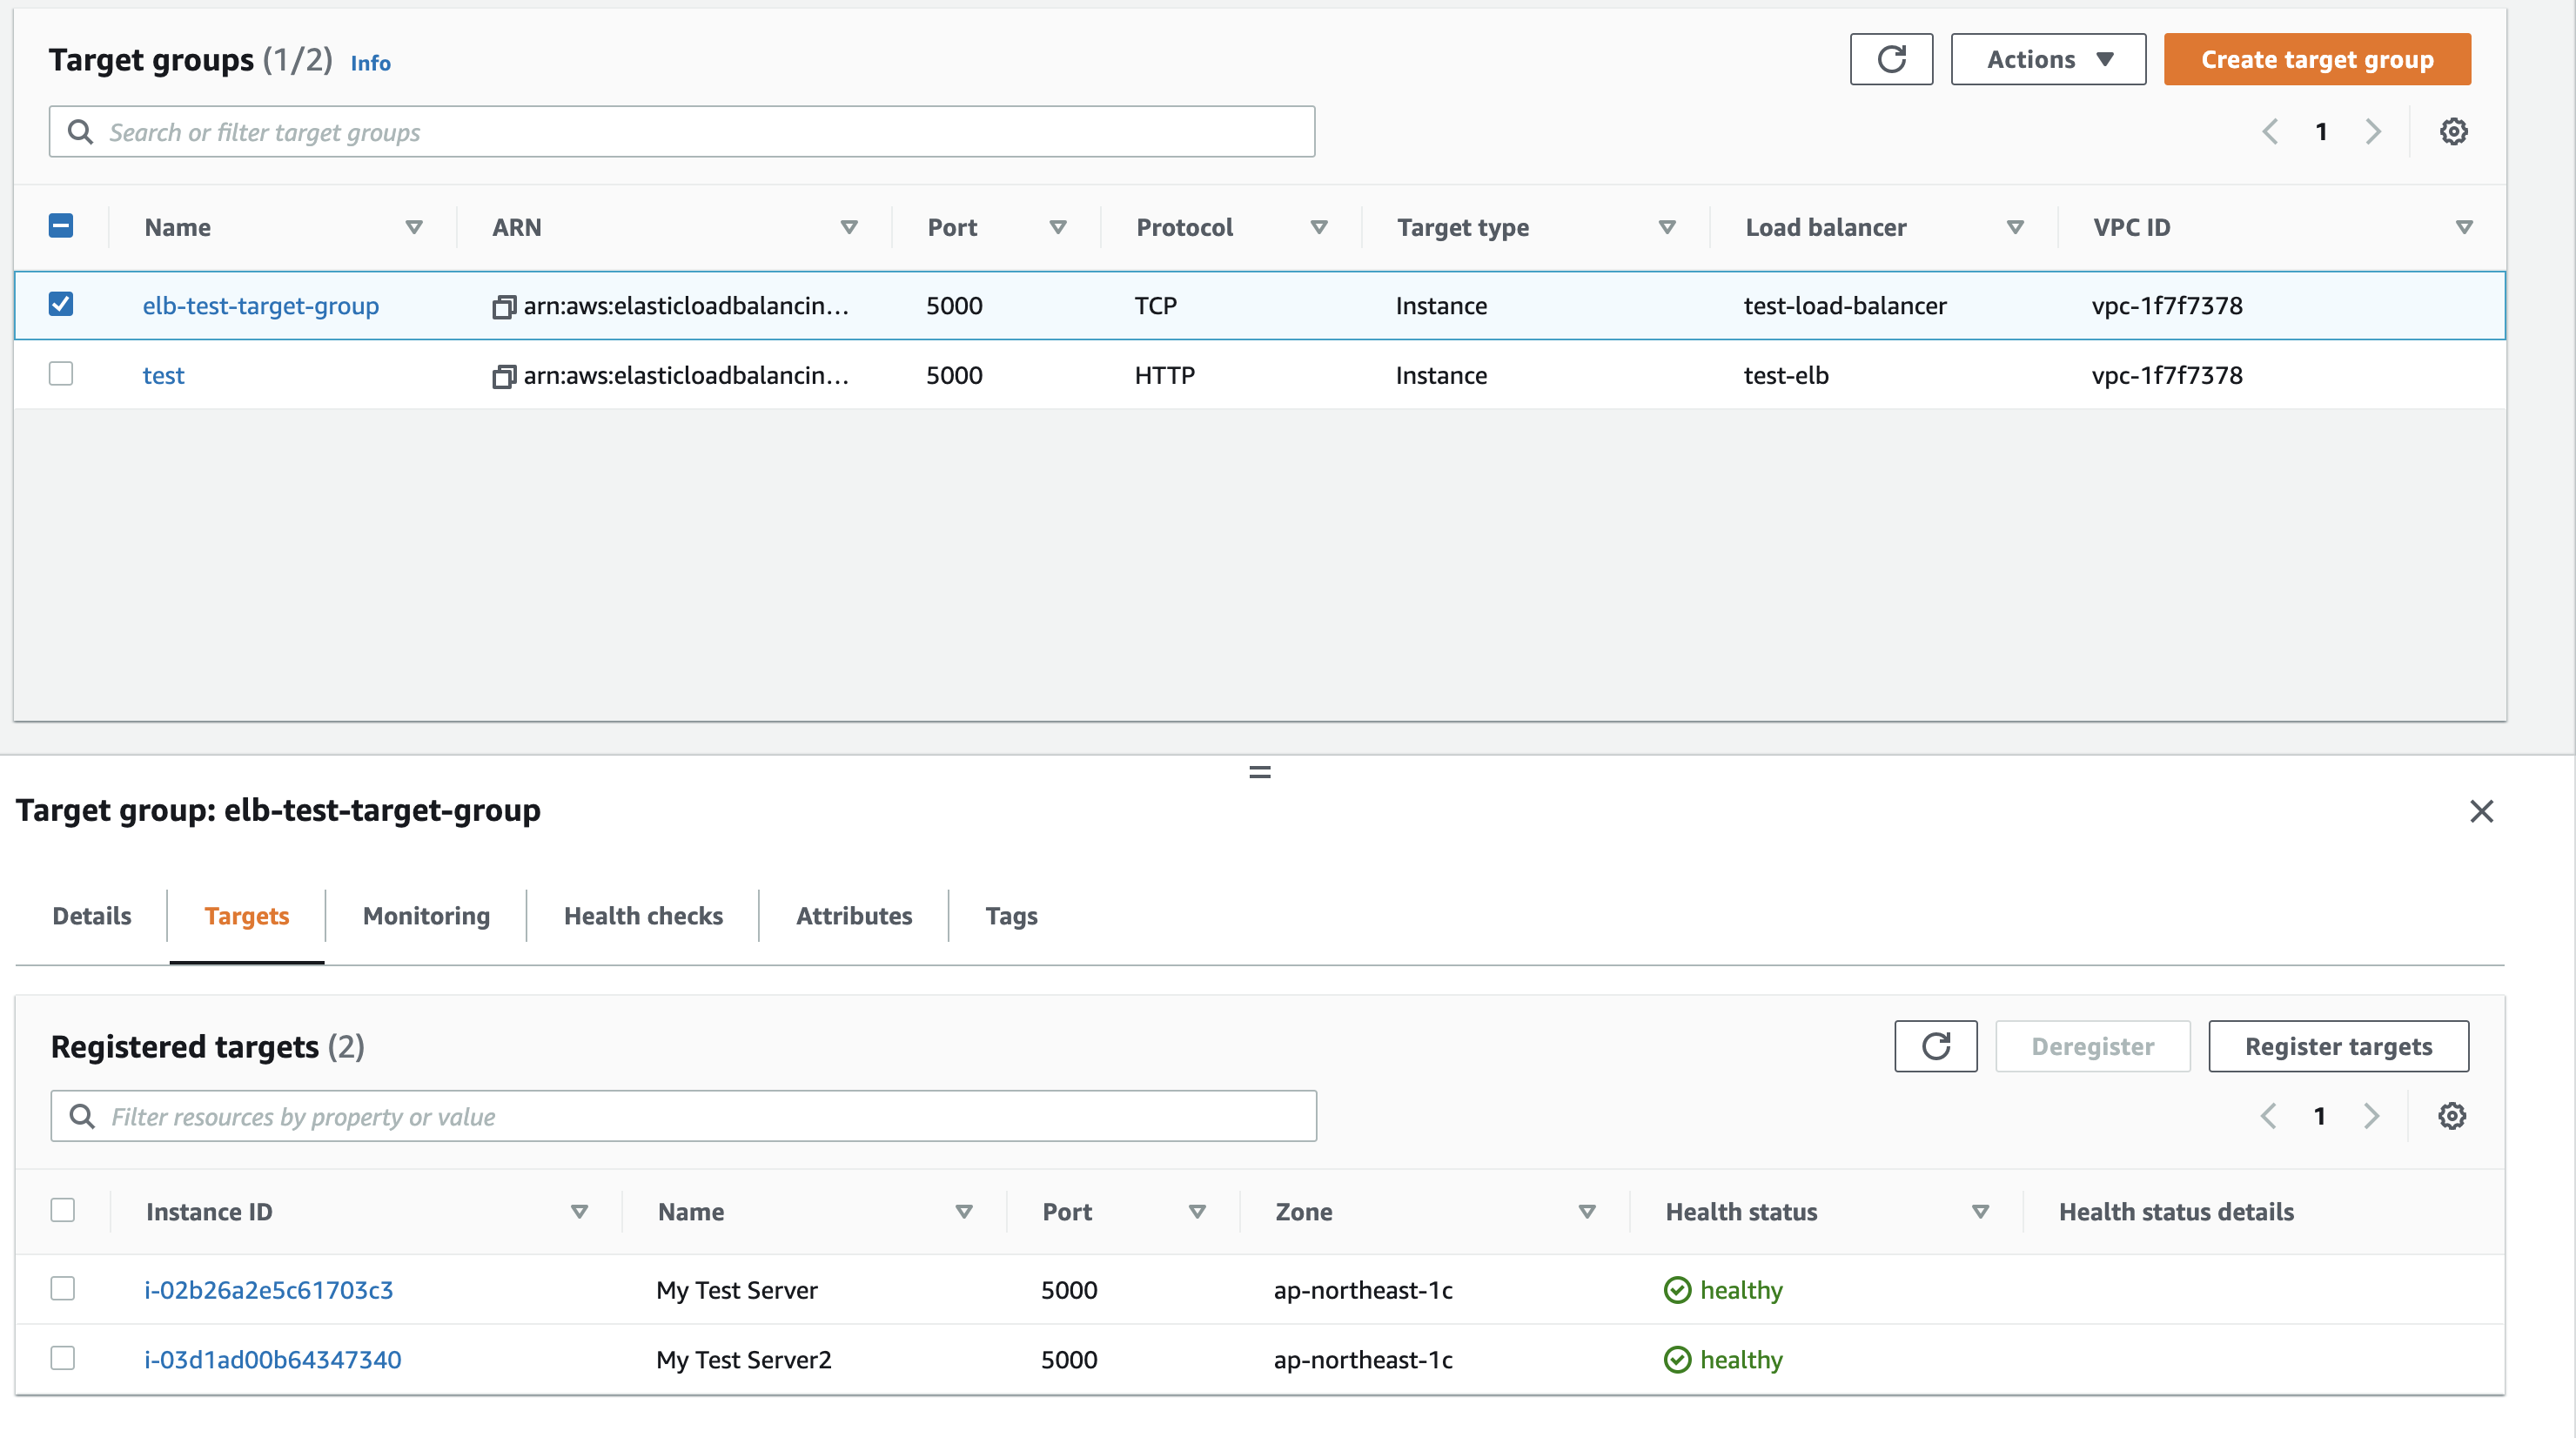 Target groups (1/2) Info
Actions Create target group
Search or filter target groups
1
Name ARN Port Protocol Target type Load balancer VPC ID
elb-test-target-group arn:aws:elasticloadbalancin... 5000 TCP Instance test-load-balancer vpc-1f7f7378
test arn:aws:elasticloadbalancin... 5000 HTTP Instance test-elb vpc-1f7f7378
Target group: elb-test-target-group
Details Targets Monitoring Health checks Attributes Tags
Registered targets (2)
Deregister Register targets
Filter resources by property or value
1
Instance ID Name Port Zone Health status Health status details
i-02b26a2e5c61703c3 My Test Server 5000 ap-northeast-1c healthy
i-03d1ad00b64347340 My Test Server2 5000 ap-northeast-1c healthy